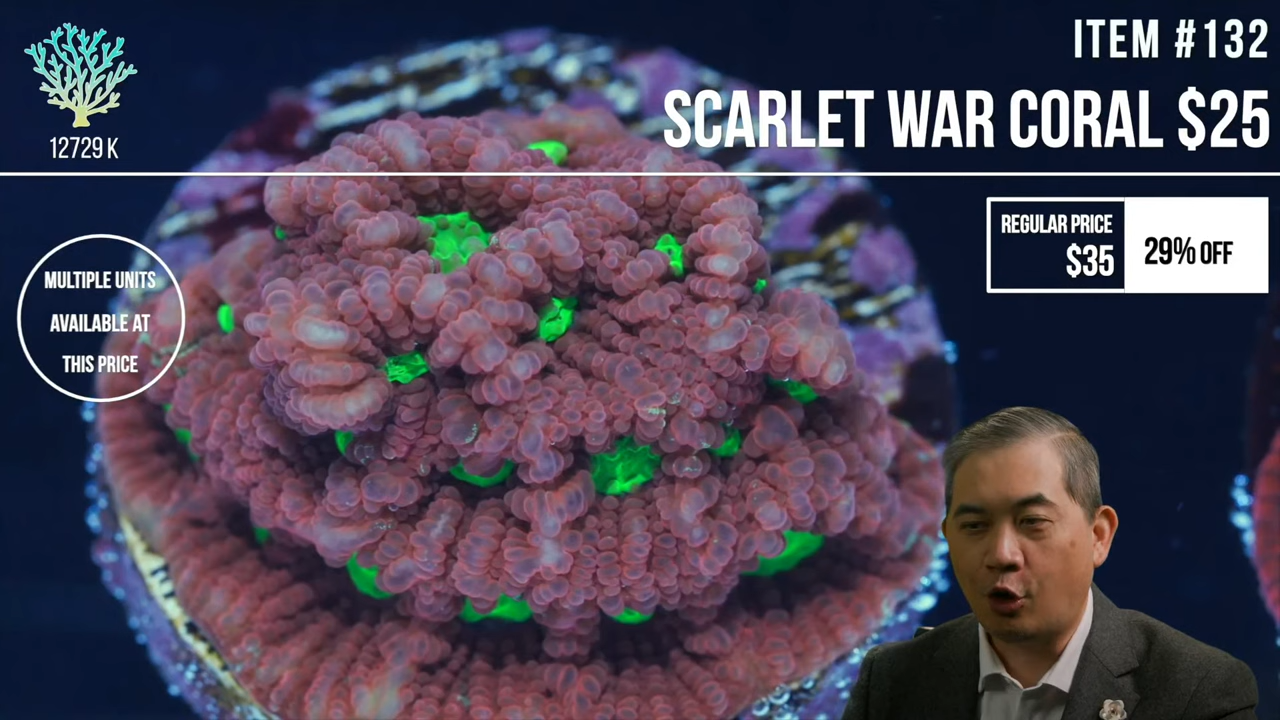 ITEM #132
SCARLET WAR CORAL $25
12729 K
REGULAR PRICE
$35
29% OFF
MULTIPLE UNITS
AVAILABLE AT
THIS PRICE